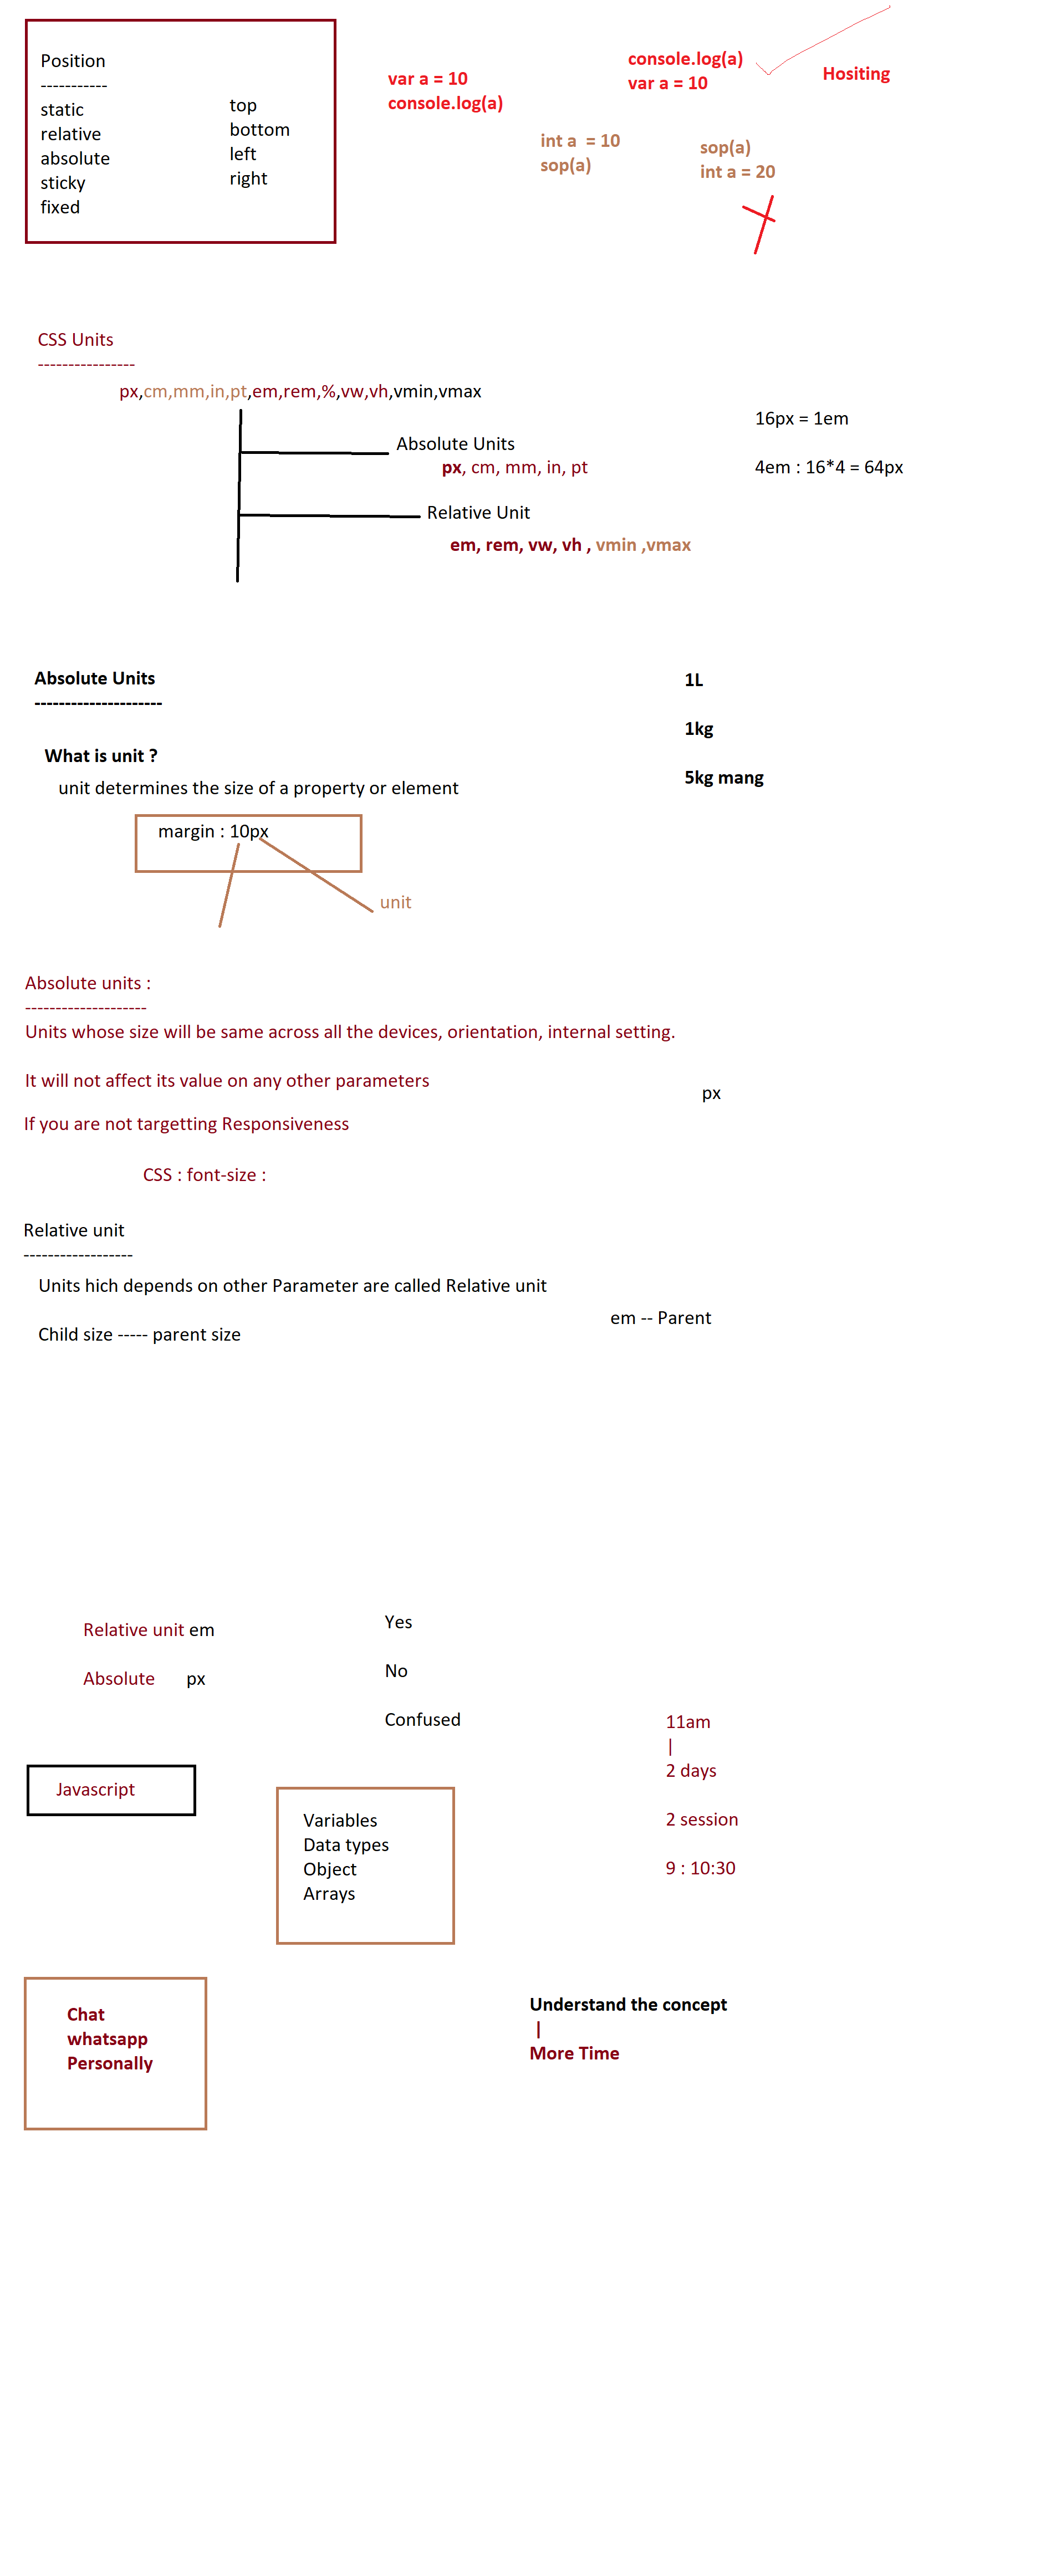 Position
-----------
static
relative
absolute
sticky
fixed
top
bottom
left
right
var a = 10
console.log(a)
console.log(a)
var a = 10
Hositing
int a  = 10
sop(a)
sop(a)
int a = 20
CSS Units
----------------
px,cm,mm,in,pt,em,rem,%,vw,vh,vmin,vmax
Absolute Units
px, cm, mm, in, pt
Relative Unit
em, rem, vw, vh , vmin ,vmax
16px = 1em
4em : 16*4 = 64px
Absolute Units
---------------------
What is unit ?
unit determines the size of a property or element
margin : 10px
unit
1L
1kg
5kg mang
Absolute units :
--------------------
Units whose size will be same across all the devices, orientation, internal setting.
It will not affect its value on any other parameters
px
If you are not targetting Responsiveness
CSS : font-size :
Relative unit
------------------
Units hich depends on other Parameter are called Relative unit
em -- Parent
Child size ----- parent size
Relative unit em
Absolute px
Yes
No
Confused
11am
|
2 days
2 session
9 : 10:30
Javascript
Variables
Data types
Object
Arrays
Chat
whatsapp
Personally
Understand the concept
|
More Time